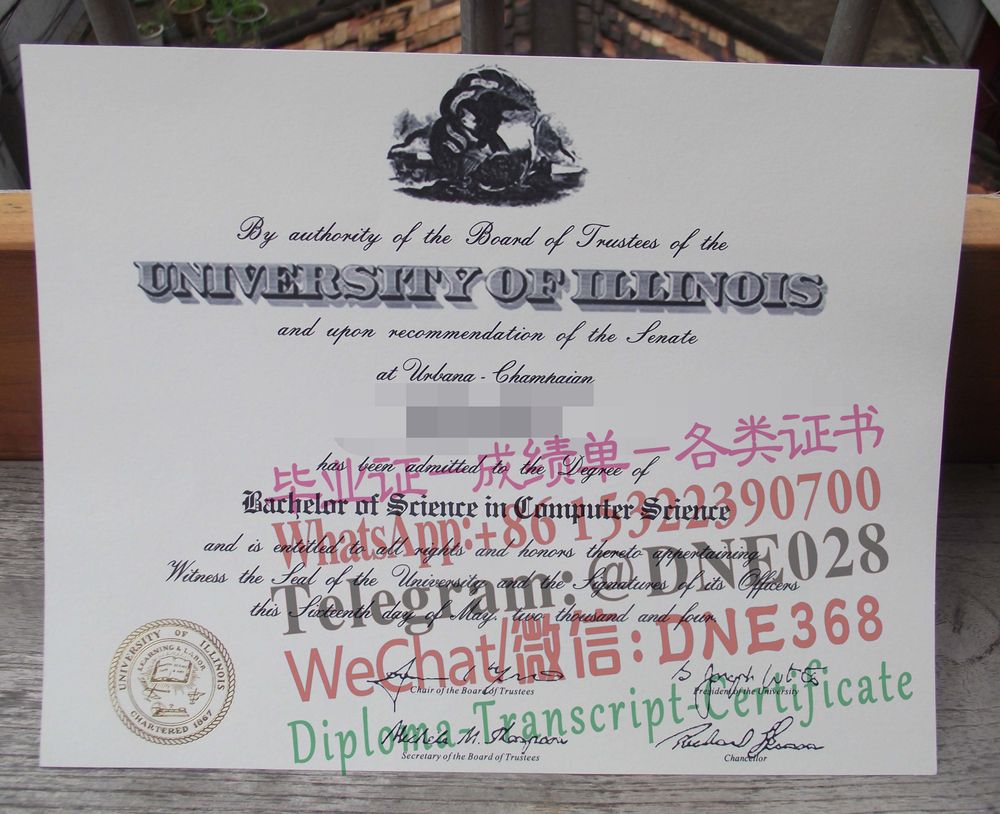 By authority of the Board of Trustees of the
UNIVERSITY OF ILLINOIS
and upon recommendation of the Senate
at Urbana - Champaian
毕业证-成绩单-各类证书
has been admitted to the Degree of
Bachelor of Science in Computer Science
WhatsApp:+86 15322390700
and is entitled to all rights and honors thereto appertaining.
Witness the Seal of the University and the Signatures of its Officers
Telegram: @DNE028
this Sixteenth day of May, two thousand and four.
WeChat/微信: DNE368
Chair of the Board of Trustees
President of the University
Diploma-Transcript-Certificate
Secretary of the Board of Trustees
Chancellor
UNIVERSITY OF ILLINOIS
LEARNING & LABOR
CHARTERED 1867